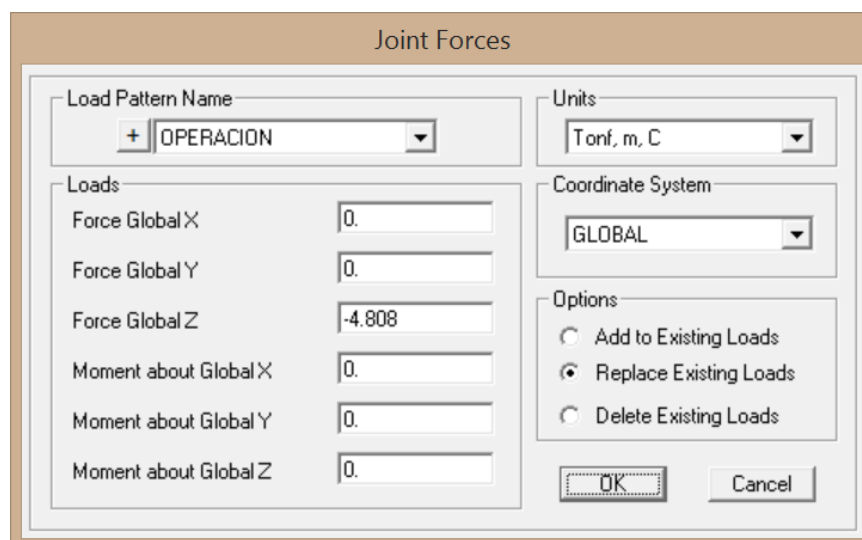 Joint Forces
Load Pattern Name
+ OPERACION
Units
Tonf, m, C
Loads
Force Global X 0.
Force Global Y 0.
Force Global Z -4.808
Moment about Global X 0.
Moment about Global Y 0.
Moment about Global Z 0.
Coordinate System
GLOBAL
Options
Add to Existing Loads
Replace Existing Loads
Delete Existing Loads
OK Cancel